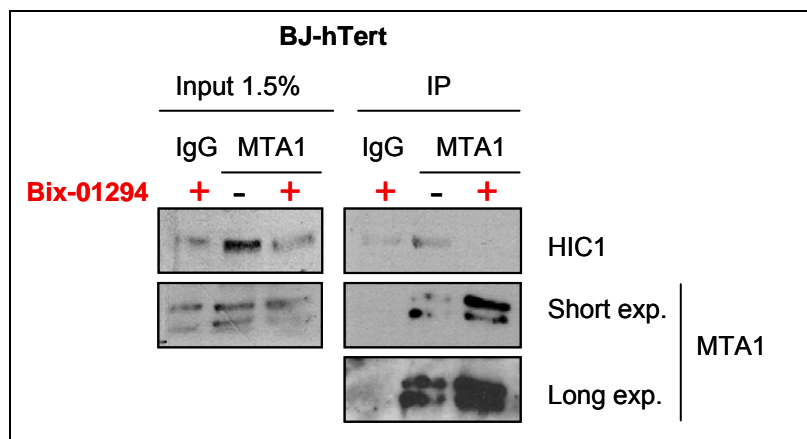 BJ-hTert
Input 1.5% IP
IgG MTA1 IgG MTA1
Bix-01294 + - + + - +
HIC1
Short exp.
MTA1
Long exp.